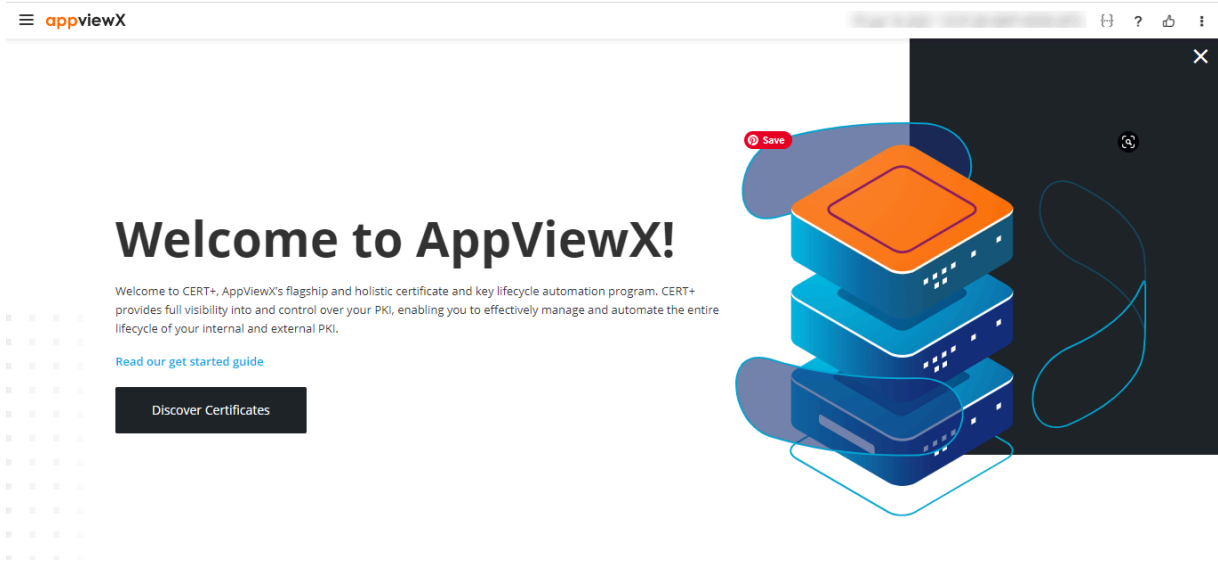 appviewX
?
Save
Welcome to AppViewX!
Welcome to CERT+, AppViewX's flagship and holistic certificate and key lifecycle automation program. CERT+
provides full visibility into and control over your PKI, enabling you to effectively manage and automate the entire
lifecycle of your internal and external PKI.
Read our get started guide
Discover Certificates